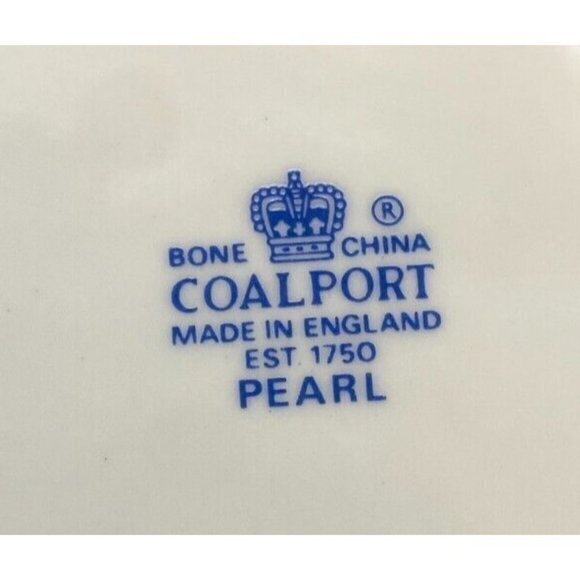 ®
BONE CHINA
COALPORT
MADE IN ENGLAND
EST. 1750
PEARL